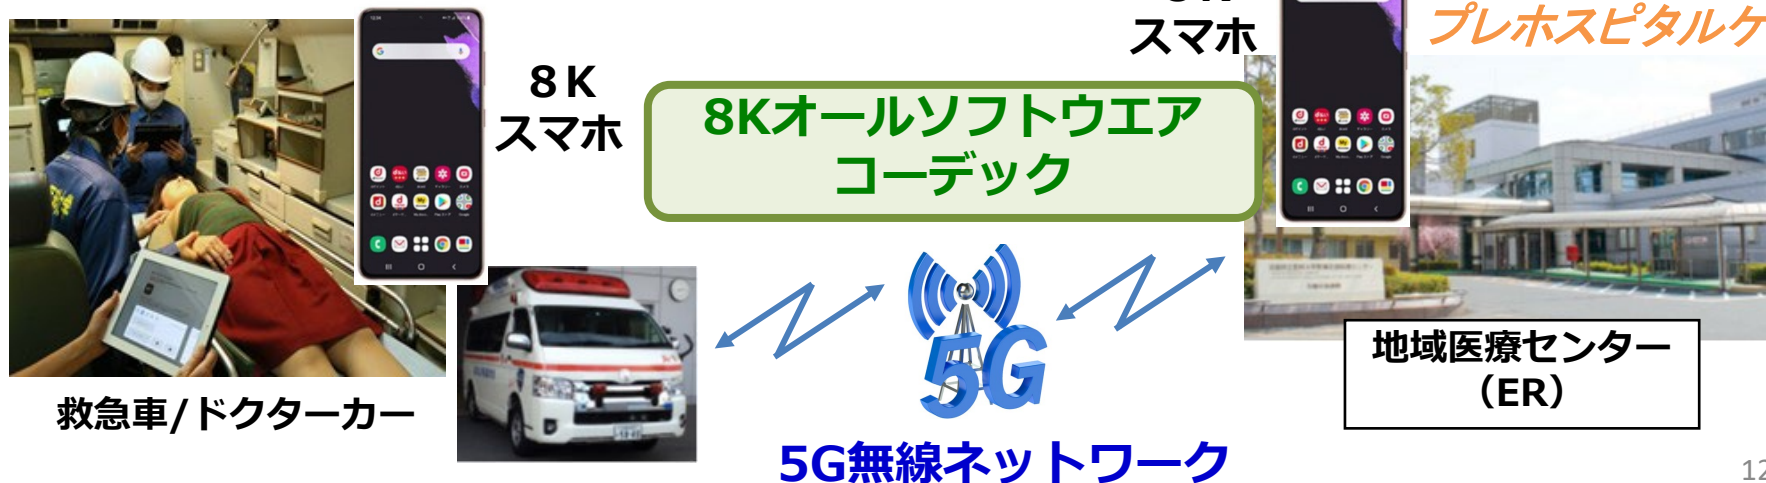 スマホ
プレホスピタルケ
8K
スマホ
8Kオールソフトウエア
コーデック
5G
地域医療センター
（ER）
救急車/ドクターカー
5G無線ネットワーク
12